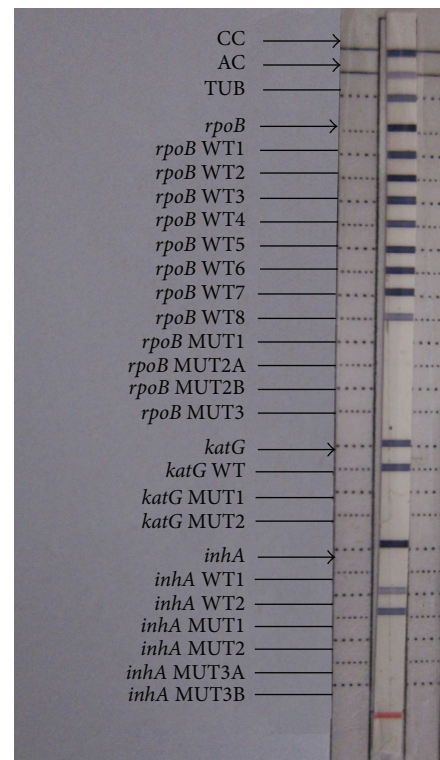 CC
AC
TUB
rpoB
rpoB WT1
rpoB WT2
rpoB WT3
rpoB WT4
rpoB WT5
rpoB WT6
rpoB WT7
rpoB WT8
rpoB MUT1
rpoB MUT2A
rpoB MUT2B
rpoB MUT3
katG
katG WT
katG MUT1
katG MUT2
inhA
inhA WT1
inhA WT2
inhA MUT1
inhA MUT2
inhA MUT3A
inhA MUT3B